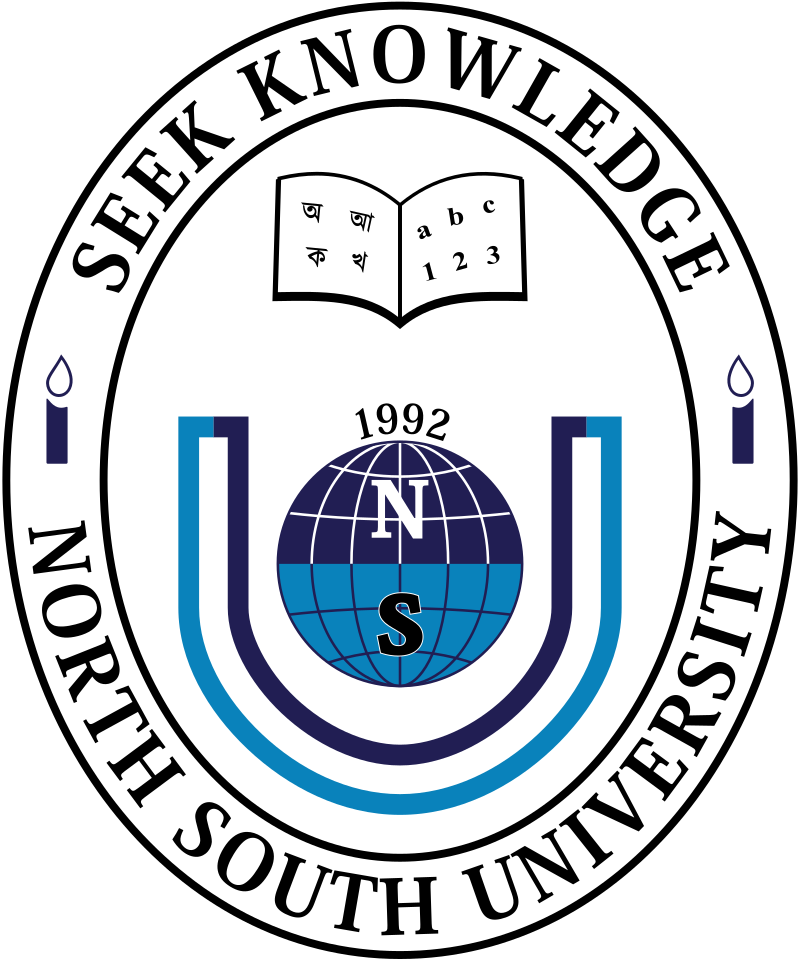 SEEK KNOWLEDGE
অ আ
ক খ
a b c
1 2 3
1992
N
S
NORTH SOUTH UNIVERSITY